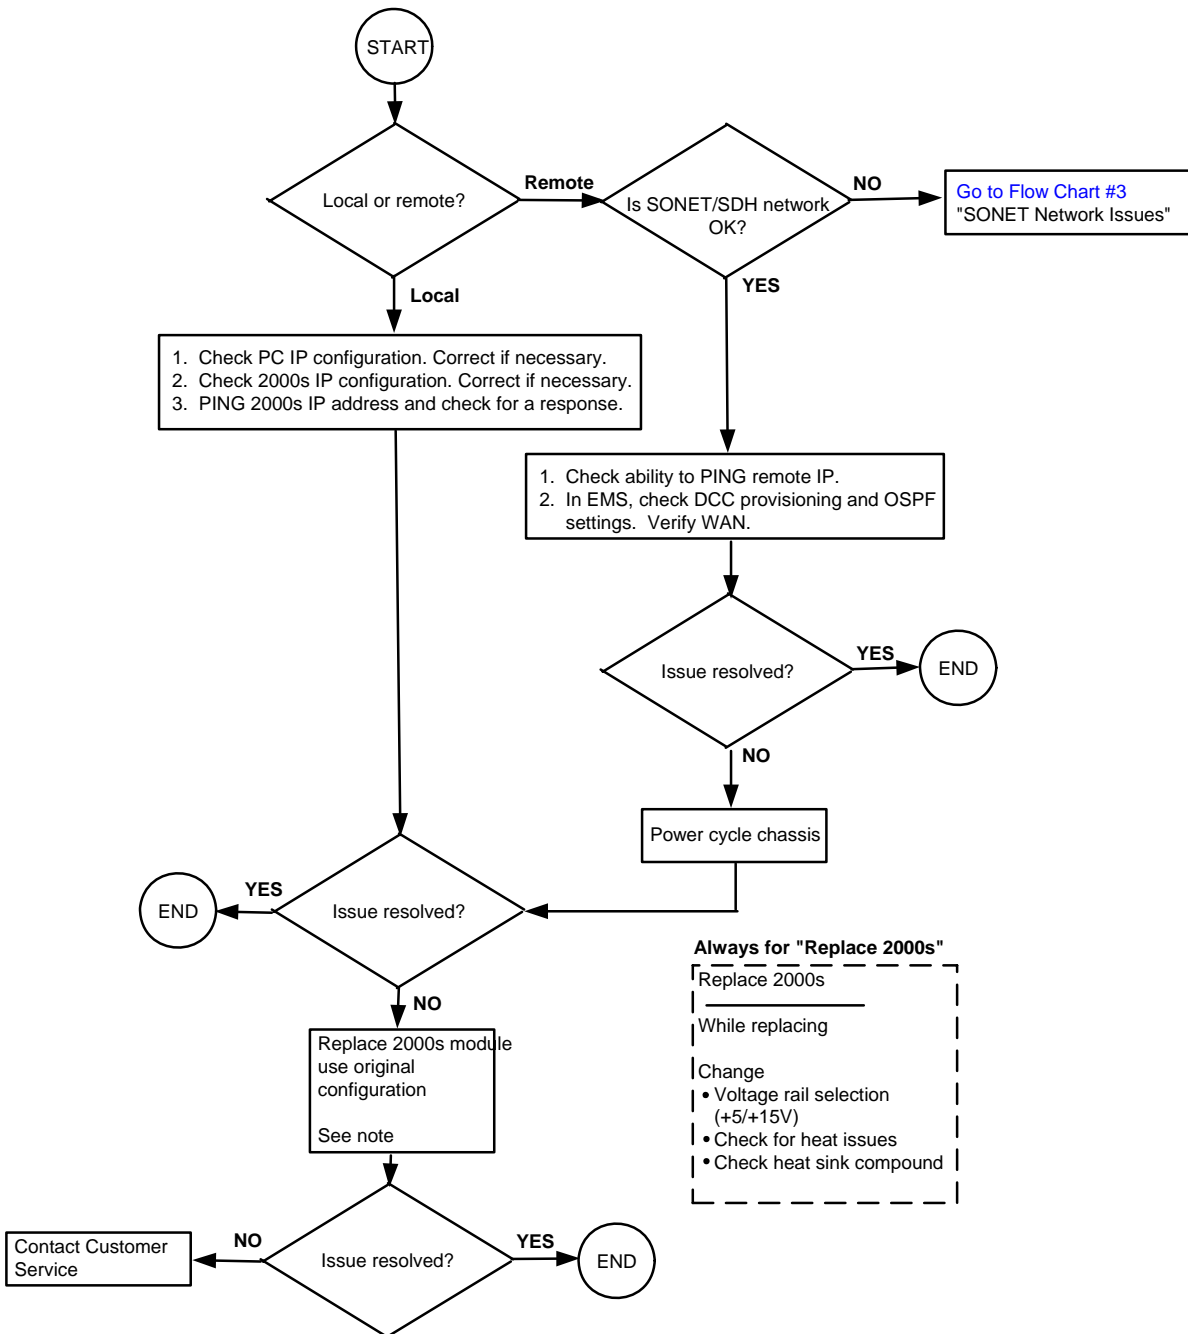 START
Local or remote?
Remote
Is SONET/SDH network
OK?
NO
Go to Flow Chart #3
"SONET Network Issues"
Local
YES
1. Check PC IP configuration. Correct if necessary.
2. Check 2000s IP configuration. Correct if necessary.
3. PING 2000s IP address and check for a response.
1. Check ability to PING remote IP.
2. In EMS, check DCC provisioning and OSPF
settings. Verify WAN.
Issue resolved?
YES
END
NO
Power cycle chassis
END
YES
Issue resolved?
NO
Always for "Replace 2000s"
Replace 2000s
While replacing
Change
• Voltage rail selection
(+5/+15V)
• Check for heat issues
• Check heat sink compound
Replace 2000s module
use original
configuration
See note
Contact Customer
Service
NO
Issue resolved?
YES
END